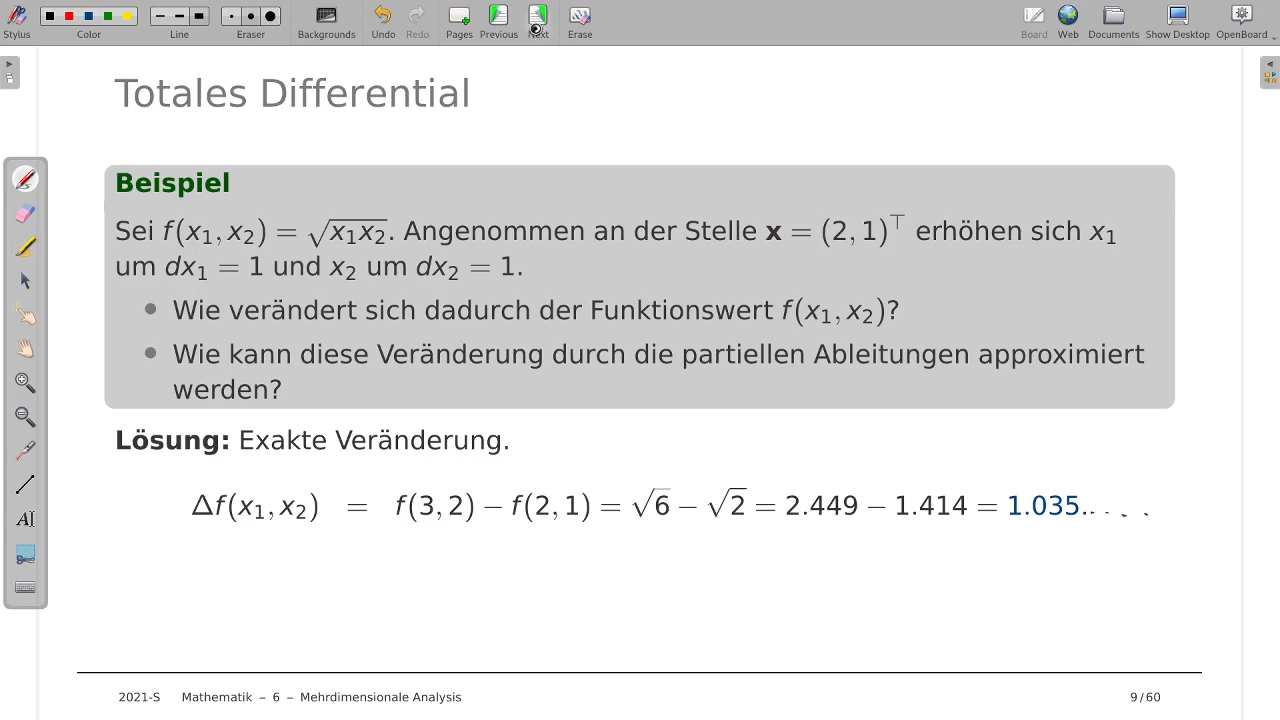 Stylus
Color
Line
Eraser
Backgrounds
Undo
Redo
Pages
Previous
Next
Erase
Board
Web
Documents
Show Desktop
OpenBoard
Totales Differential
Beispiel
Sei f(x₁, x₂) = √x₁x₂. Angenommen an der Stelle x = (2, 1)⊤ erhöhen sich x₁
um dx₁ = 1 und x₂ um dx₂ = 1.
• Wie verändert sich dadurch der Funktionswert f(x₁, x₂)?
• Wie kann diese Veränderung durch die partiellen Ableitungen approximiert
werden?
Lösung: Exakte Veränderung.
Δf(x₁, x₂) = f(3, 2) − f(2, 1) = √6 − √2 = 2.449 − 1.414 = 1.035.
2021-S Mathematik – 6 – Mehrdimensionale Analysis
9/60